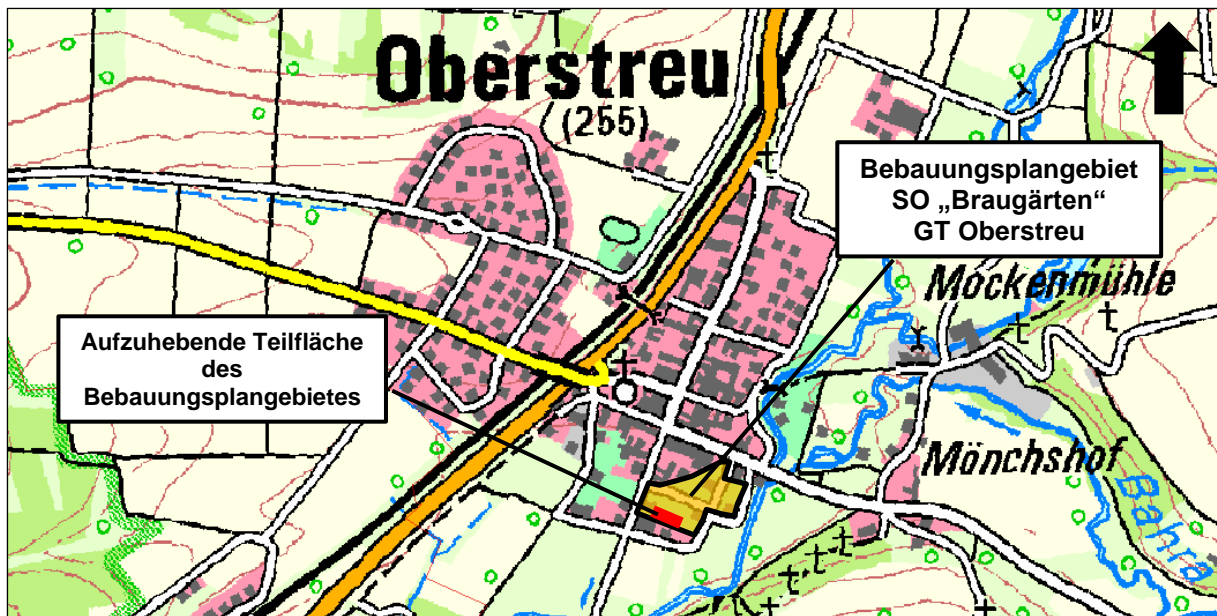 Oberstreu
(255)
Bebauungsplangebiet
SO „Braugärten“
GT Oberstreu
Mockenmühle
Aufzuhebende Teilfläche
des
Bebauungsplangebietes
Mönchshof
Bahra